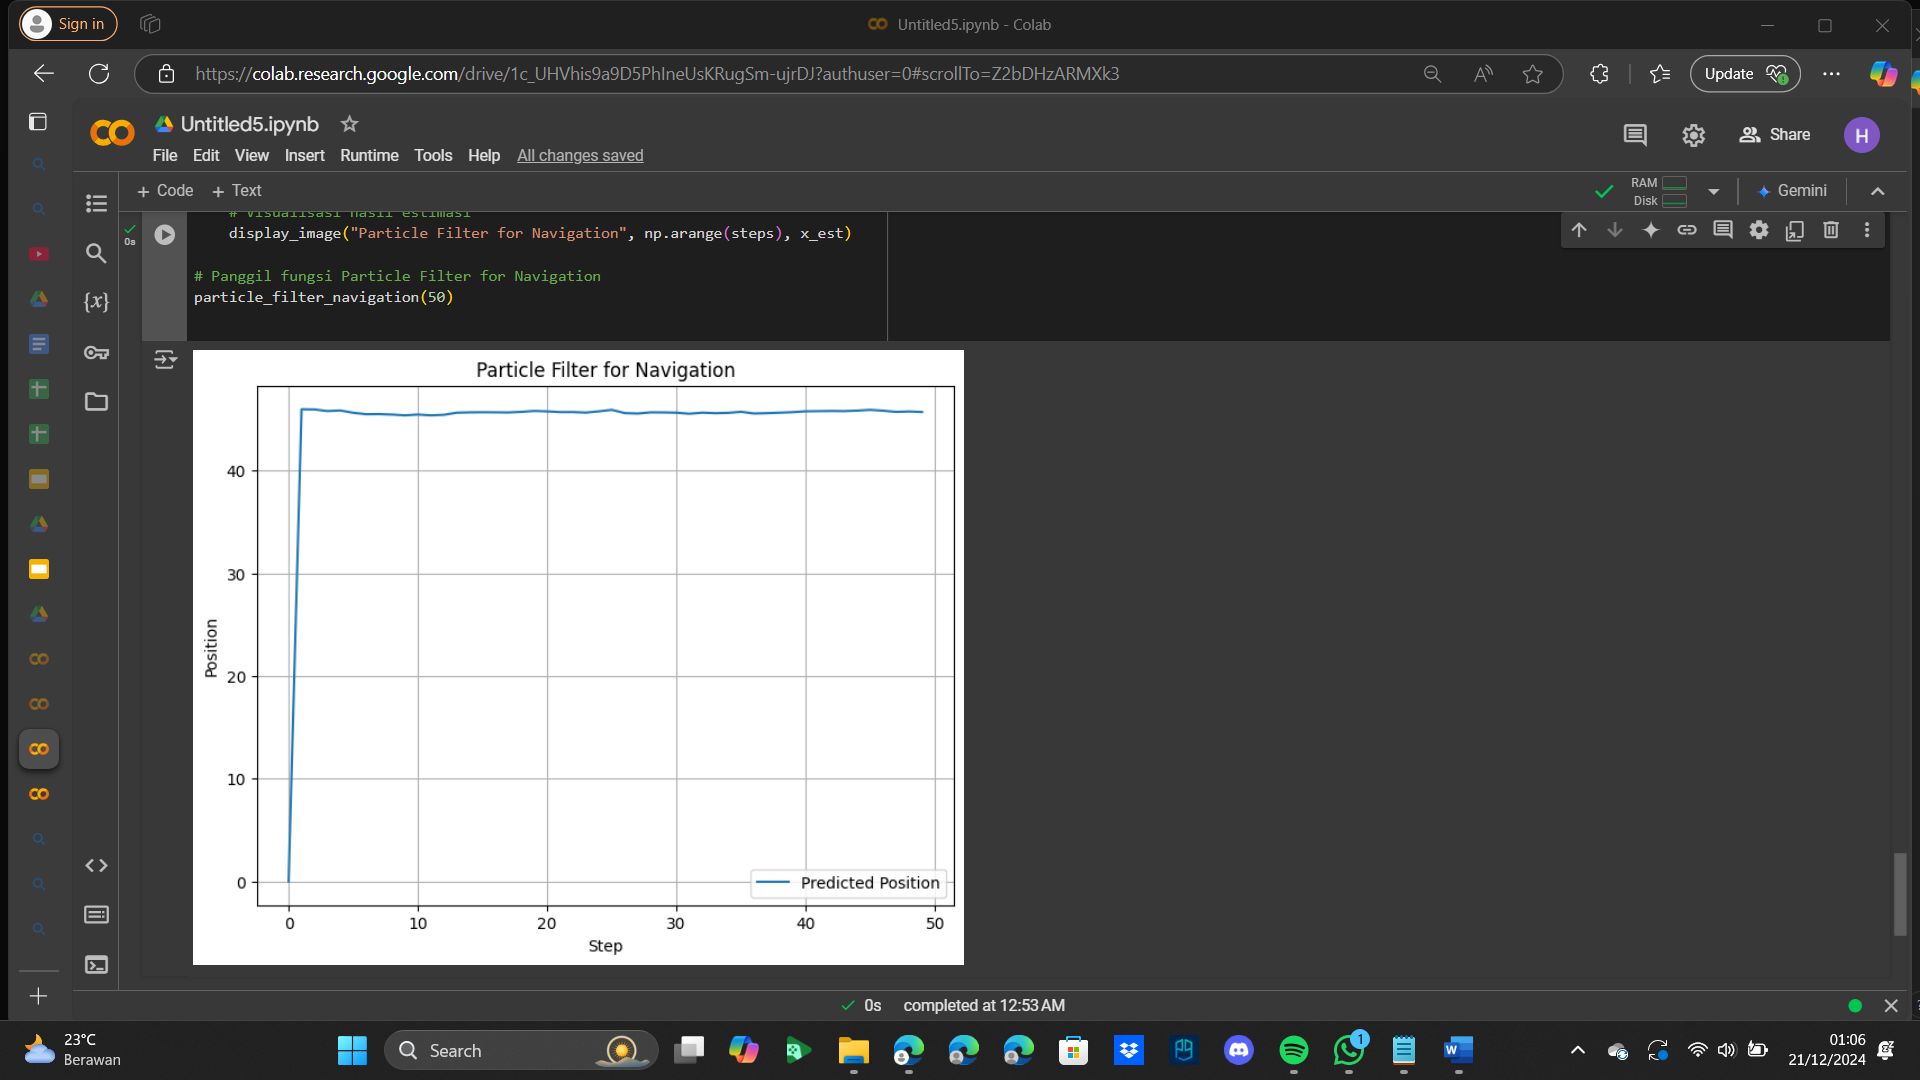 Sign in
Untitled5.ipynb - Colab
https://colab.research.google.com/drive/1c_UHVhis9a9D5PhIneUsKRugSm-ujrDJ?authuser=0#scrollTo=Z2bDHzARMXk3
Update
Untitled5.ipynb
File Edit View Insert Runtime Tools Help All changes saved
Share
H
+ Code + Text
RAM
Disk
Gemini
# Visualisasi hasil estimasi
0s
display_image("Particle Filter for Navigation", np.arange(steps), x_est)
# Panggil fungsi Particle Filter for Navigation
particle_filter_navigation(50)
{x}
Particle Filter for Navigation
Position
40
30
20
10
0
Predicted Position
0 10 20 30 40 50
Step
0s completed at 12:53 AM
23°C
Berawan
Search
1
01:06
21/12/2024